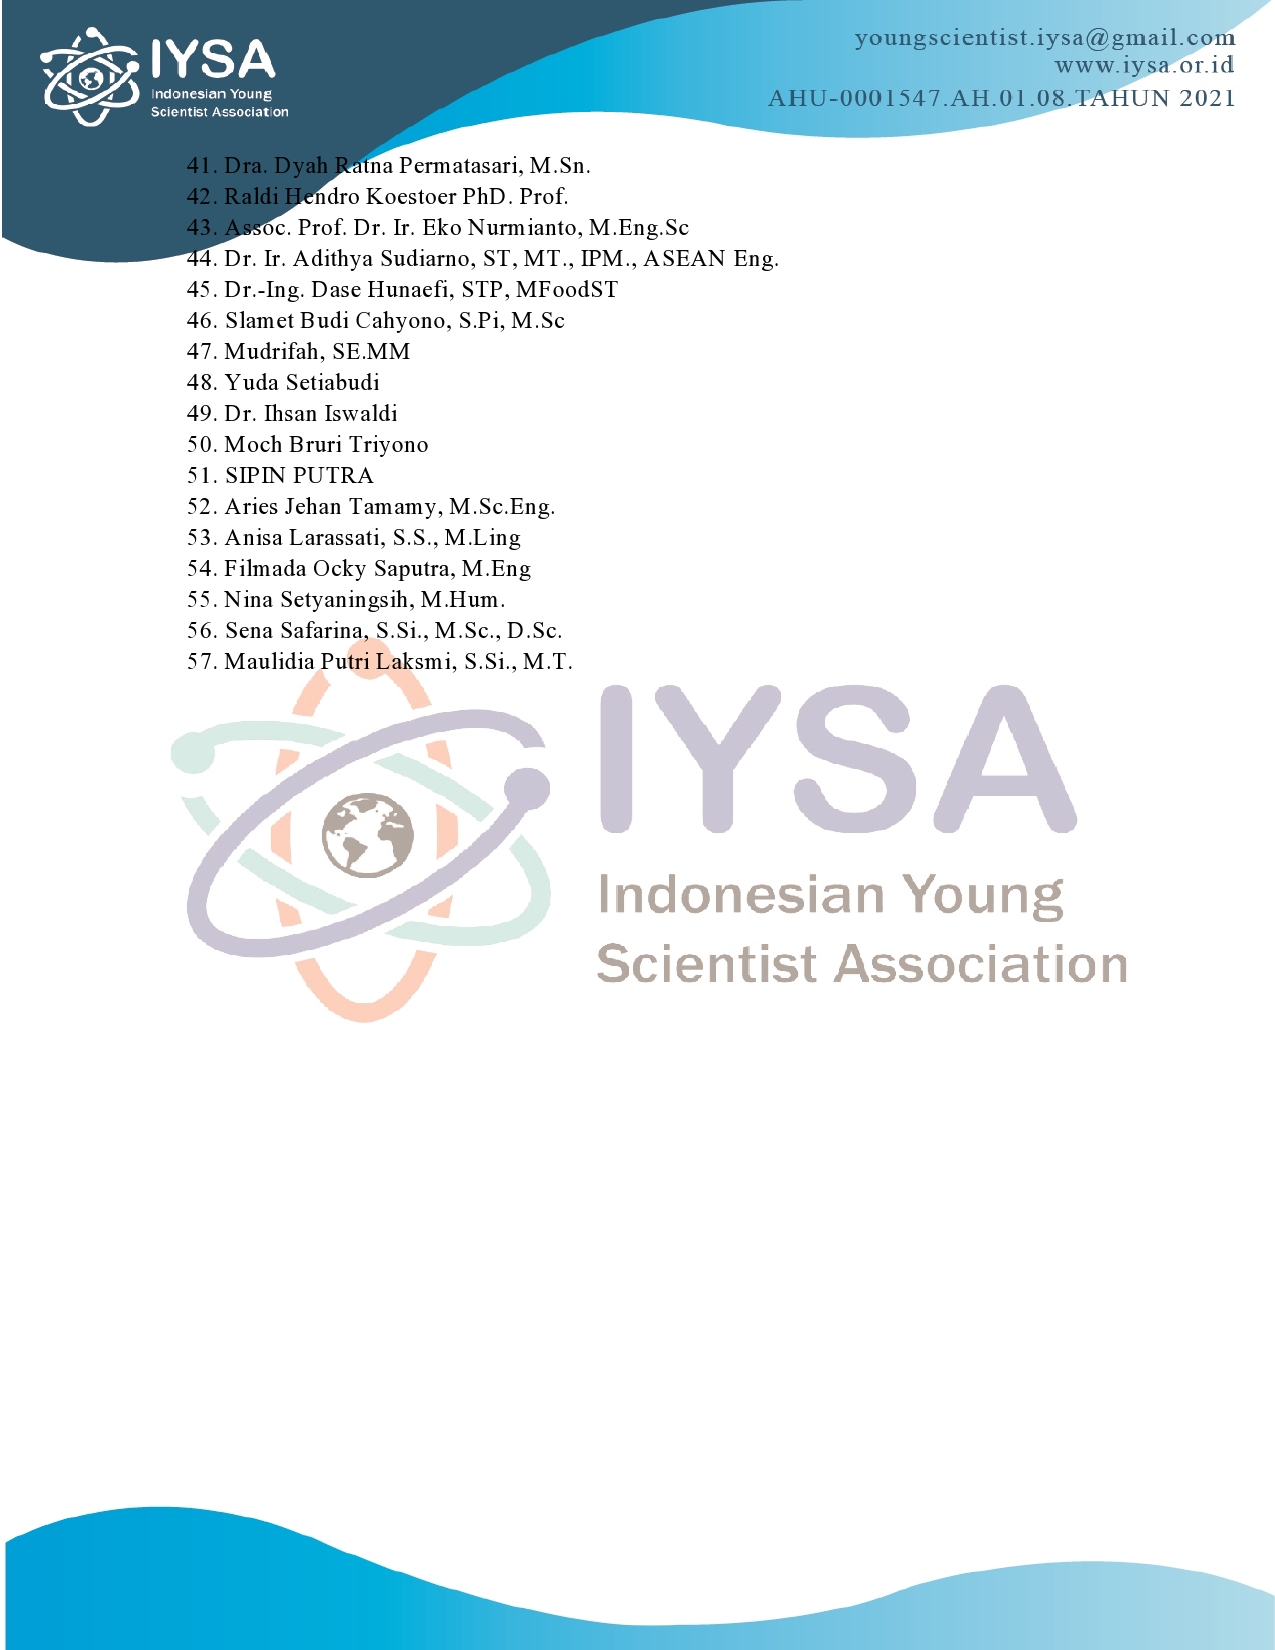 IYSA
Indonesian Young
Scientist Association
youngscientist.iysa@gmail.com
www.iysa.or.id
AHU-0001547.AH.01.08.TAHUN 2021
41. Dra. Dyah Ratna Permatasari, M.Sn.
42. Raldi Hendro Koestoer PhD. Prof.
43. Assoc. Prof. Dr. Ir. Eko Nurmianto, M.Eng.Sc
44. Dr. Ir. Adithya Sudiarno, ST, MT., IPM., ASEAN Eng.
45. Dr.-Ing. Dase Hunaefi, STP, MFoodST
46. Slamet Budi Cahyono, S.Pi, M.Sc
47. Mudrifah, SE.MM
48. Yuda Setiabudi
49. Dr. Ihsan Iswaldi
50. Moch Bruri Triyono
51. SIPIN PUTRA
52. Aries Jehan Tamamy, M.Sc.Eng.
53. Anisa Larassati, S.S., M.Ling
54. Filmada Ocky Saputra, M.Eng
55. Nina Setyaningsih, M.Hum.
56. Sena Safarina, S.Si., M.Sc., D.Sc.
57. Maulidia Putri Laksmi, S.Si., M.T.
IYSA
Indonesian Young
Scientist Association